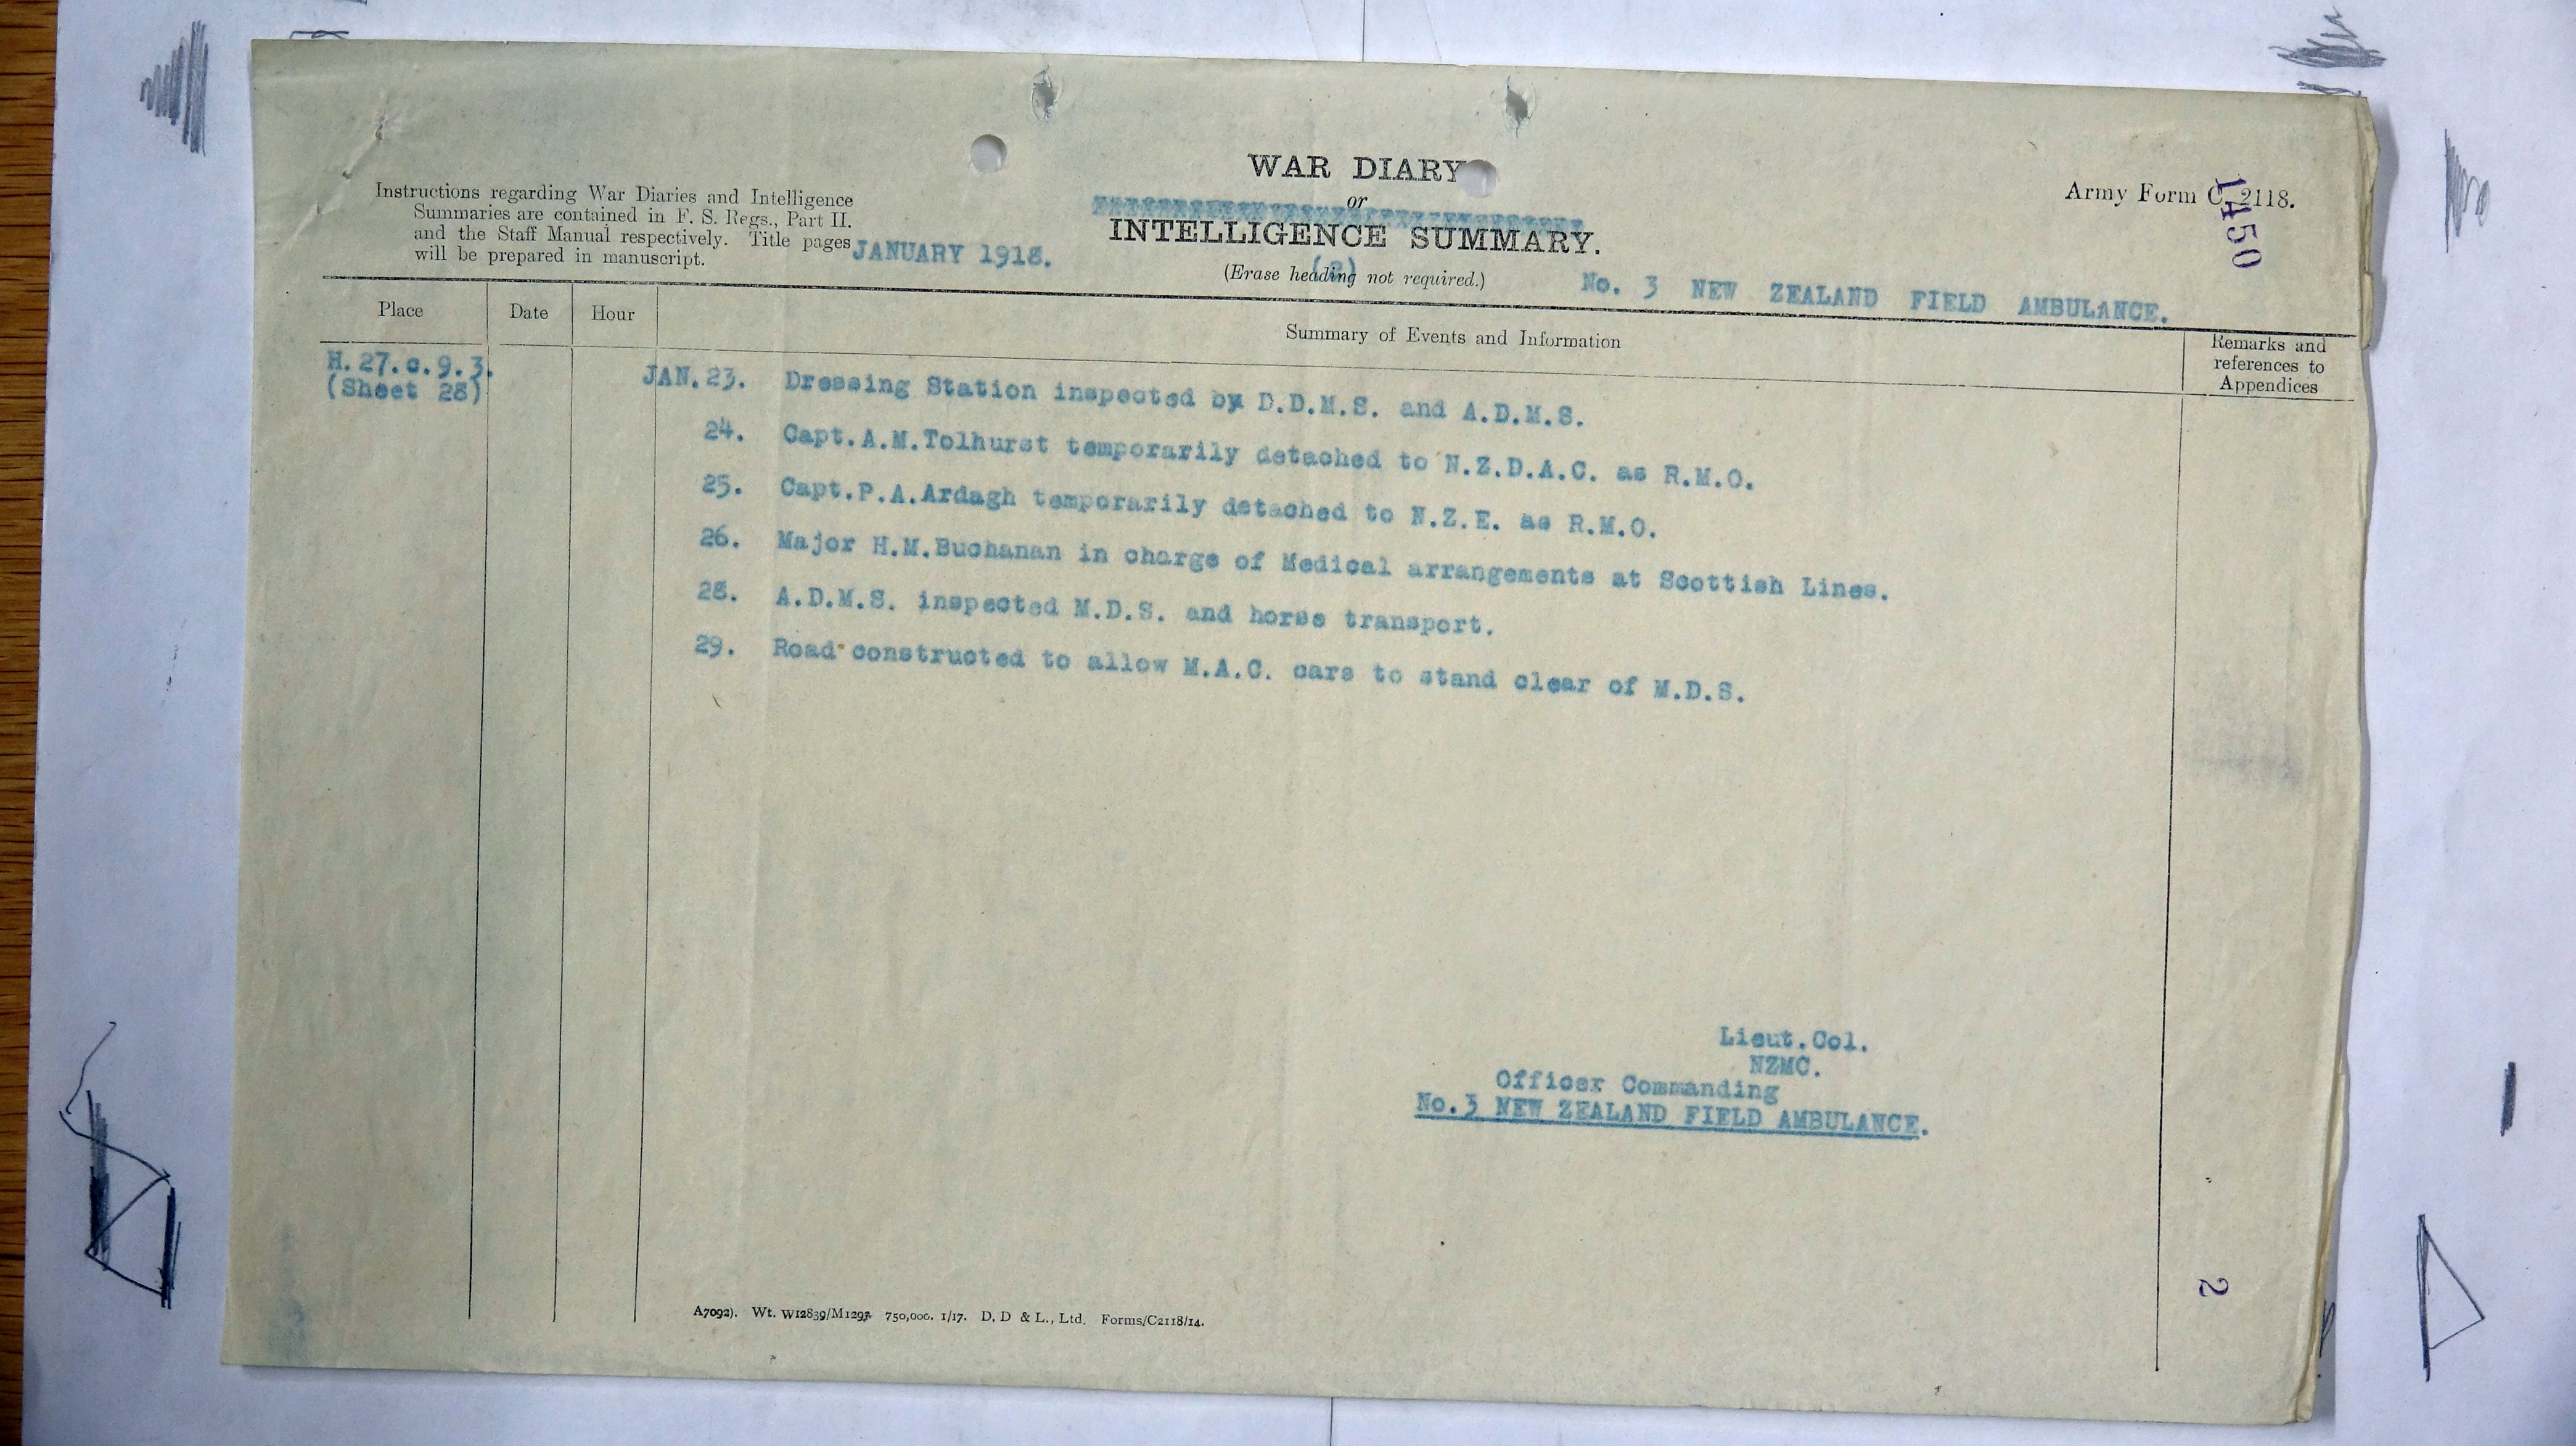 WAR DIARY
or
INTELLIGENCE SUMMARY.
(Erase heading not required.)
(2)
Instructions regarding War Diaries and Intelligence
Summaries are contained in F. S. Regs., Part II.
and the Staff Manual respectively. Title pages
will be prepared in manuscript.
JANUARY 1918.
Army Form C. 2118.
1450
No. 3 NEW ZEALAND FIELD AMBULANCE.
Place Date Hour Summary of Events and Information Remarks and references to Appendices
H.27.c.9.3.
(Sheet 28)
JAN.23. Dressing Station inspected by D.D.M.S. and A.D.M.S.
24. Capt.A.M.Tolhurst temporarily detached to N.Z.D.A.C. as R.M.O.
25. Capt.P.A.Ardagh temporarily detached to N.Z.E. as R.M.O.
26. Major H.M.Buchanan in charge of Medical arrangements at Scottish Lines.
28. A.D.M.S. inspected M.D.S. and horse transport.
29. Road constructed to allow M.A.C. cars to stand clear of M.D.S.
Lieut.Col.
NZMC.
Officer Commanding
No.3 NEW ZEALAND FIELD AMBULANCE.
2
A7092). Wt. W12839/M1293. 750,000. 1/17. D. D & L., Ltd. Forms/C2118/14.